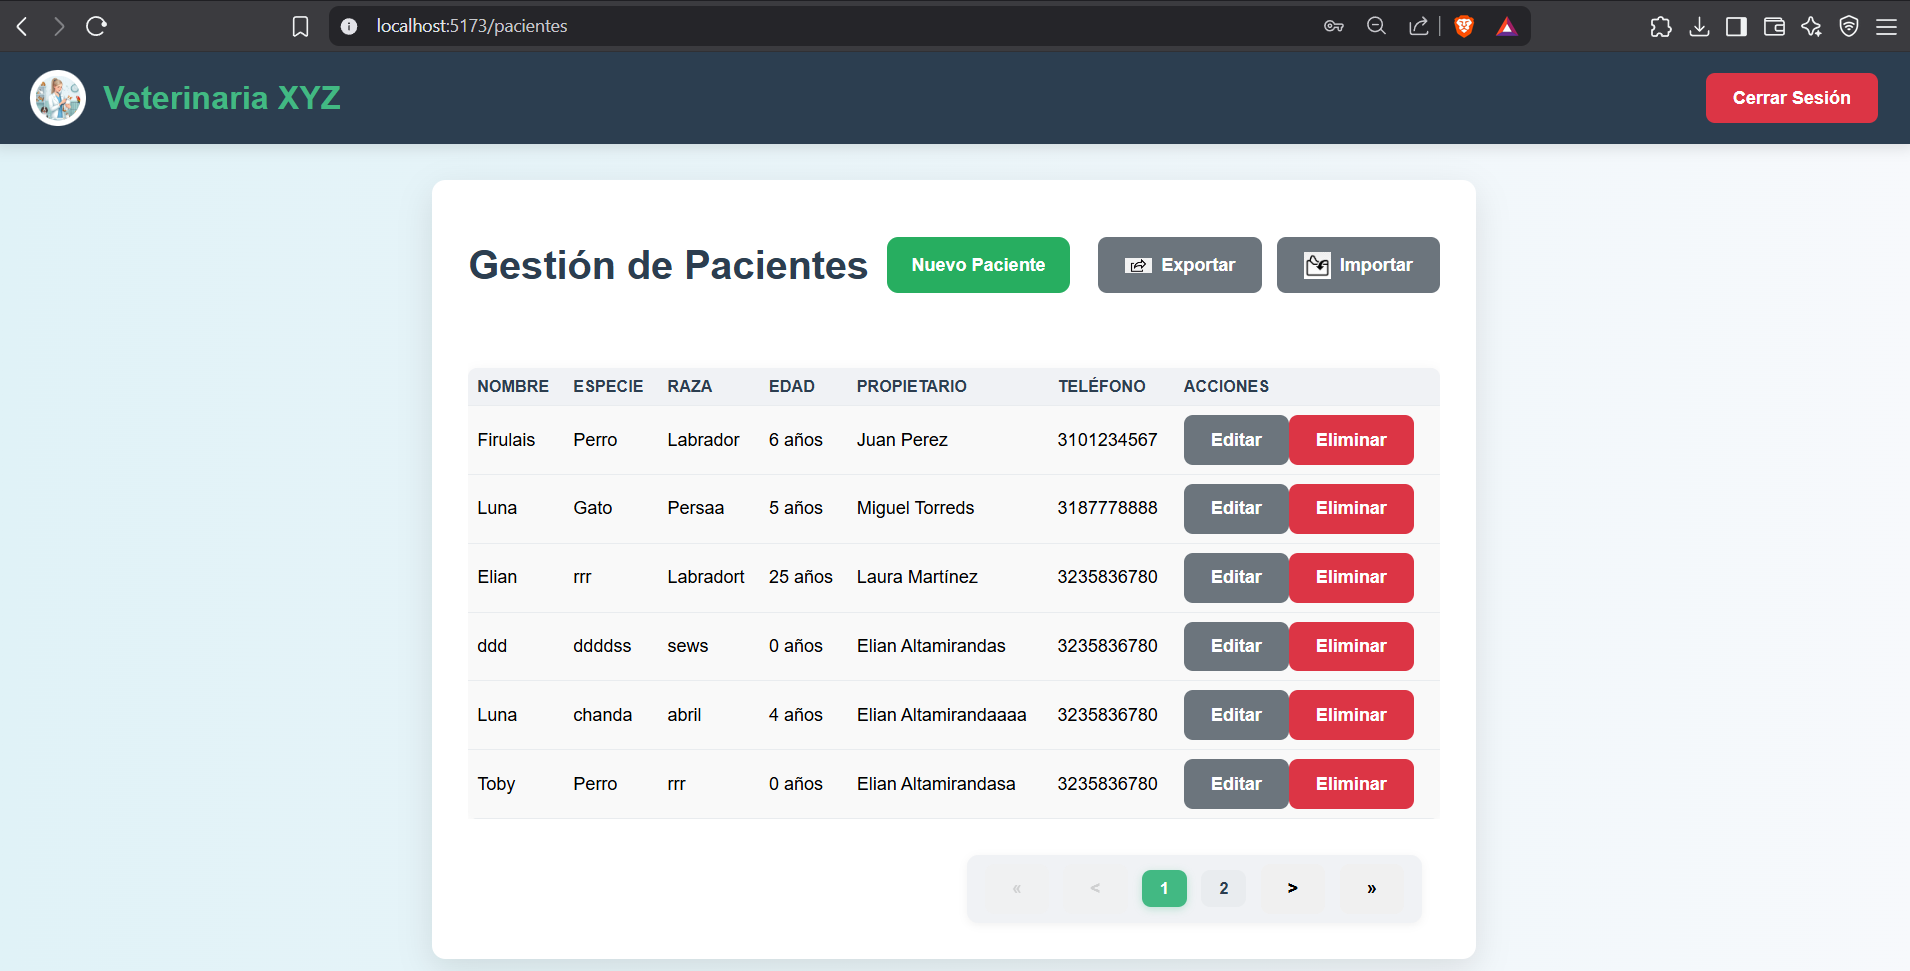 localhost:5173/pacientes
Veterinaria XYZ
Cerrar Sesión
Gestión de Pacientes Nuevo Paciente Exportar Importar
NOMBRE ESPECIE RAZA EDAD PROPIETARIO TELÉFONO ACCIONES
Firulais Perro Labrador 6 años Juan Perez 3101234567 Editar Eliminar
Luna Gato Persaa 5 años Miguel Torreds 3187778888 Editar Eliminar
Elian rrr Labradort 25 años Laura Martínez 3235836780 Editar Eliminar
ddd ddddss sews 0 años Elian Altamirandas 3235836780 Editar Eliminar
Luna chanda abril 4 años Elian Altamirandaaaa 3235836780 Editar Eliminar
Toby Perro rrr 0 años Elian Altamirandasa 3235836780 Editar Eliminar
« < 1 2 > »